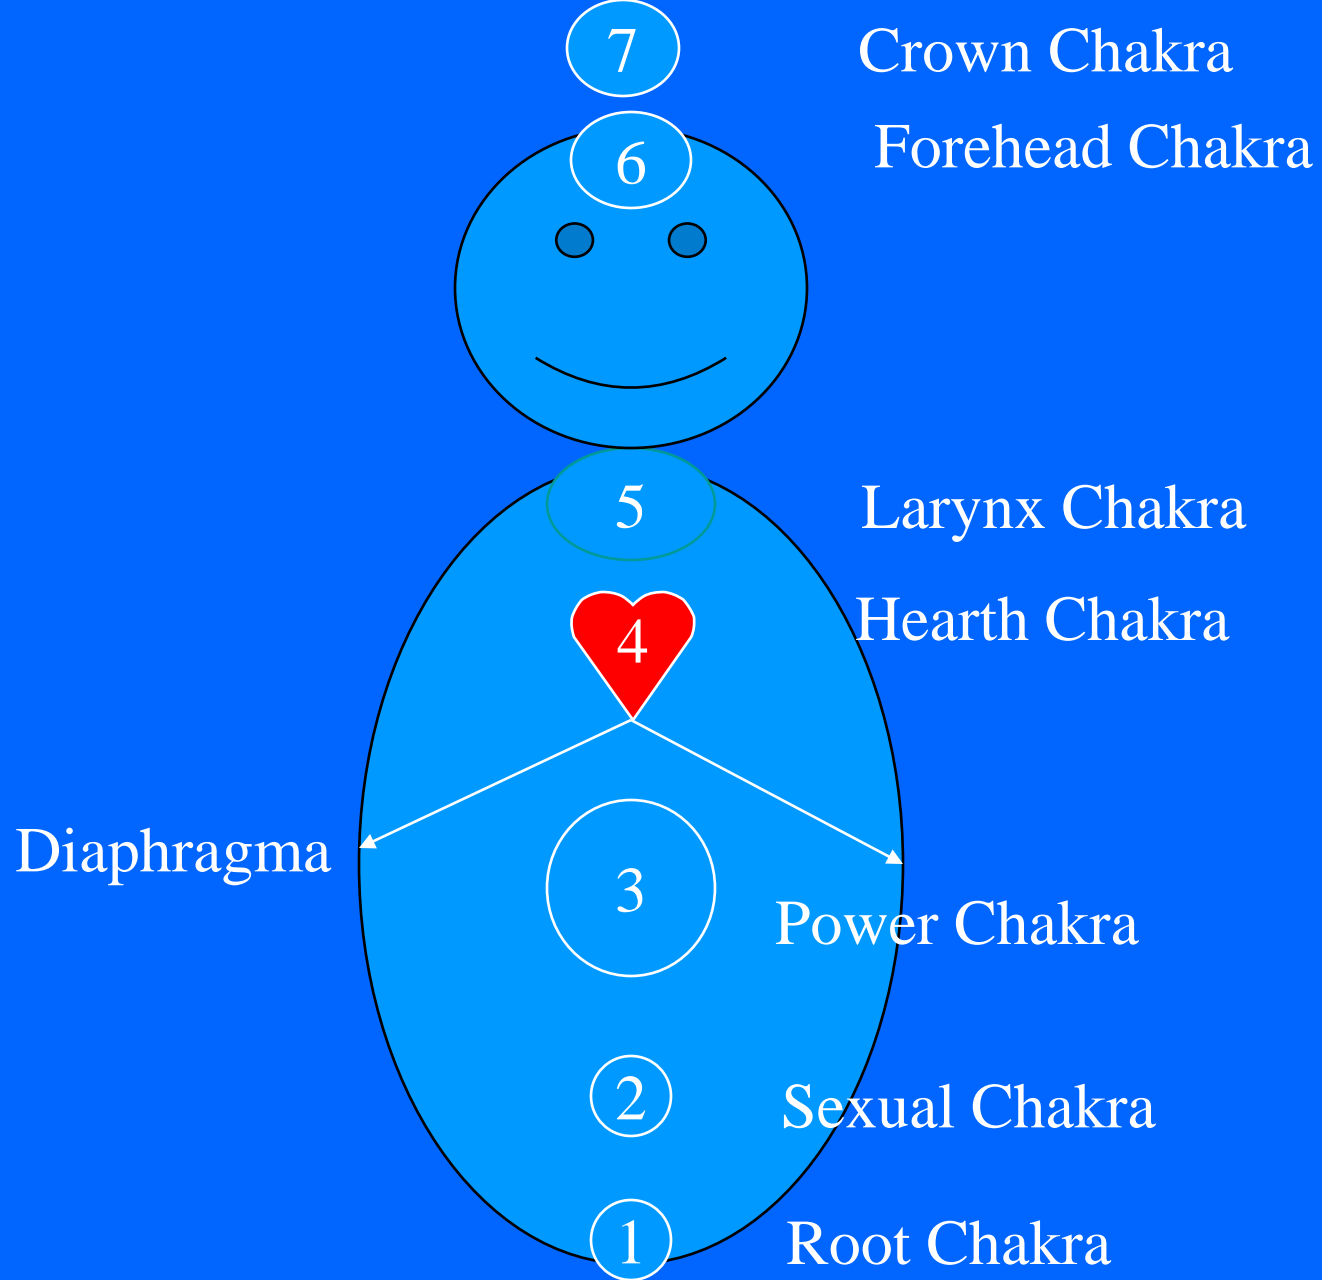 7 Crown Chakra
6 Forehead Chakra
5 Larynx Chakra
4 Hearth Chakra
Diaphragma
3 Power Chakra
2 Sexual Chakra
1 Root Chakra